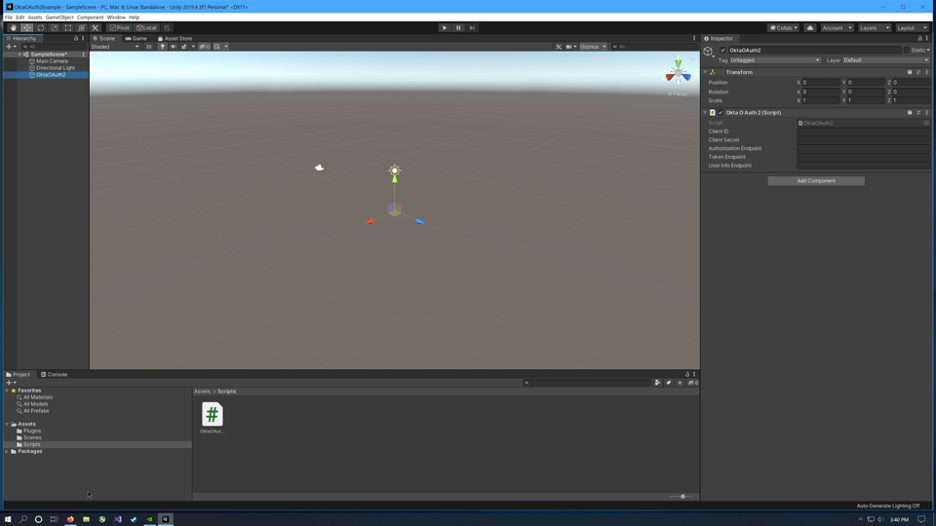 OktaOAuth2Example - SampleScene - PC, Mac & Linux Standalone - Unity 2019.4.3f1 Personal* <DX11>
File Edit Assets GameObject Component Window Help
Pivot Local Collab Account Layers Layout
Hierarchy Scene Game Asset Store Inspector
All Shaded 2D Gizmos All
SampleScene*
Main Camera
Directional Light
OktaOAuth2
Persp
OktaOAuth2 Static
Tag Untagged Layer Default
Transform
Position X 0 Y 0 Z 0
Rotation X 0 Y 0 Z 0
Scale X 1 Y 1 Z 1
Okta O Auth 2 (Script)
Script OktaOAuth2
Client ID
Client Secret
Authorization Endpoint
Token Endpoint
User Info Endpoint
Add Component
Project Console
Favorites
All Materials
All Models
All Prefabs
Assets
Plugins
Scenes
Scripts
Packages
Assets > Scripts
#
OktaOAut...
Auto Generate Lighting Off
3:40 PM